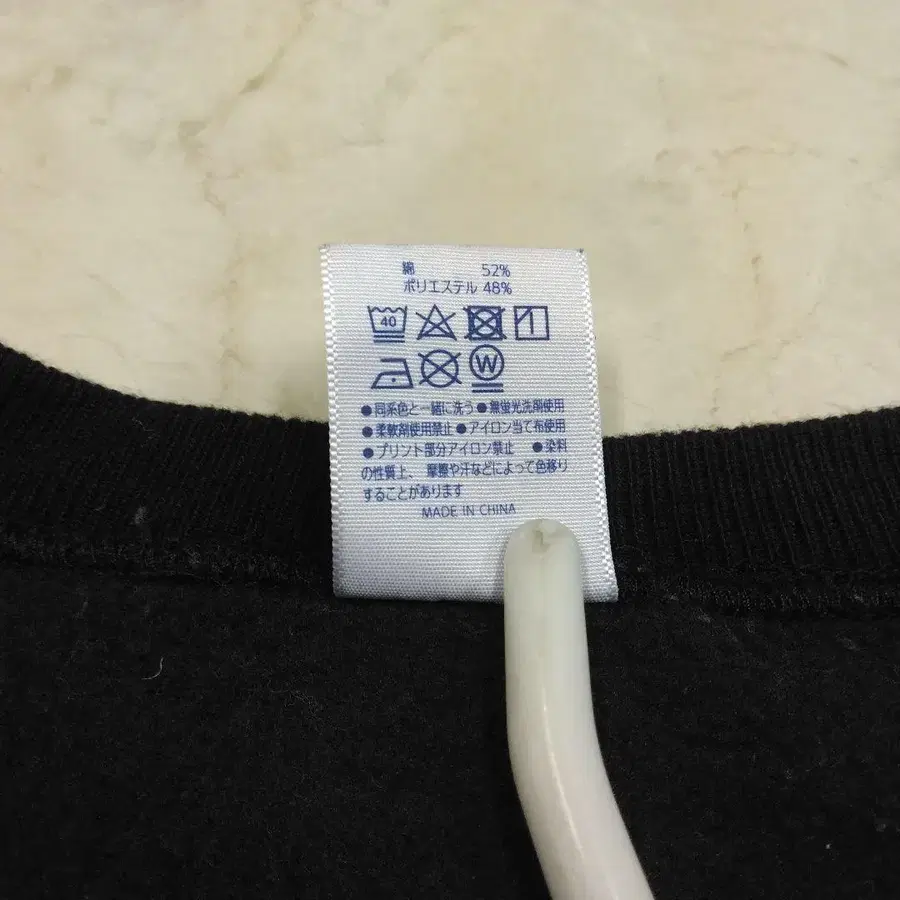 綿 52%
ポリエステル 48%
40
W
●同系色と一緒に洗う ●無蛍光洗剤使用
●柔軟剤使用禁止 ●アイロン当て布使用
●プリント部分アイロン禁止 ●染料
の性質上、摩擦や汗などによって色移り
することがあります
MADE IN CHINA